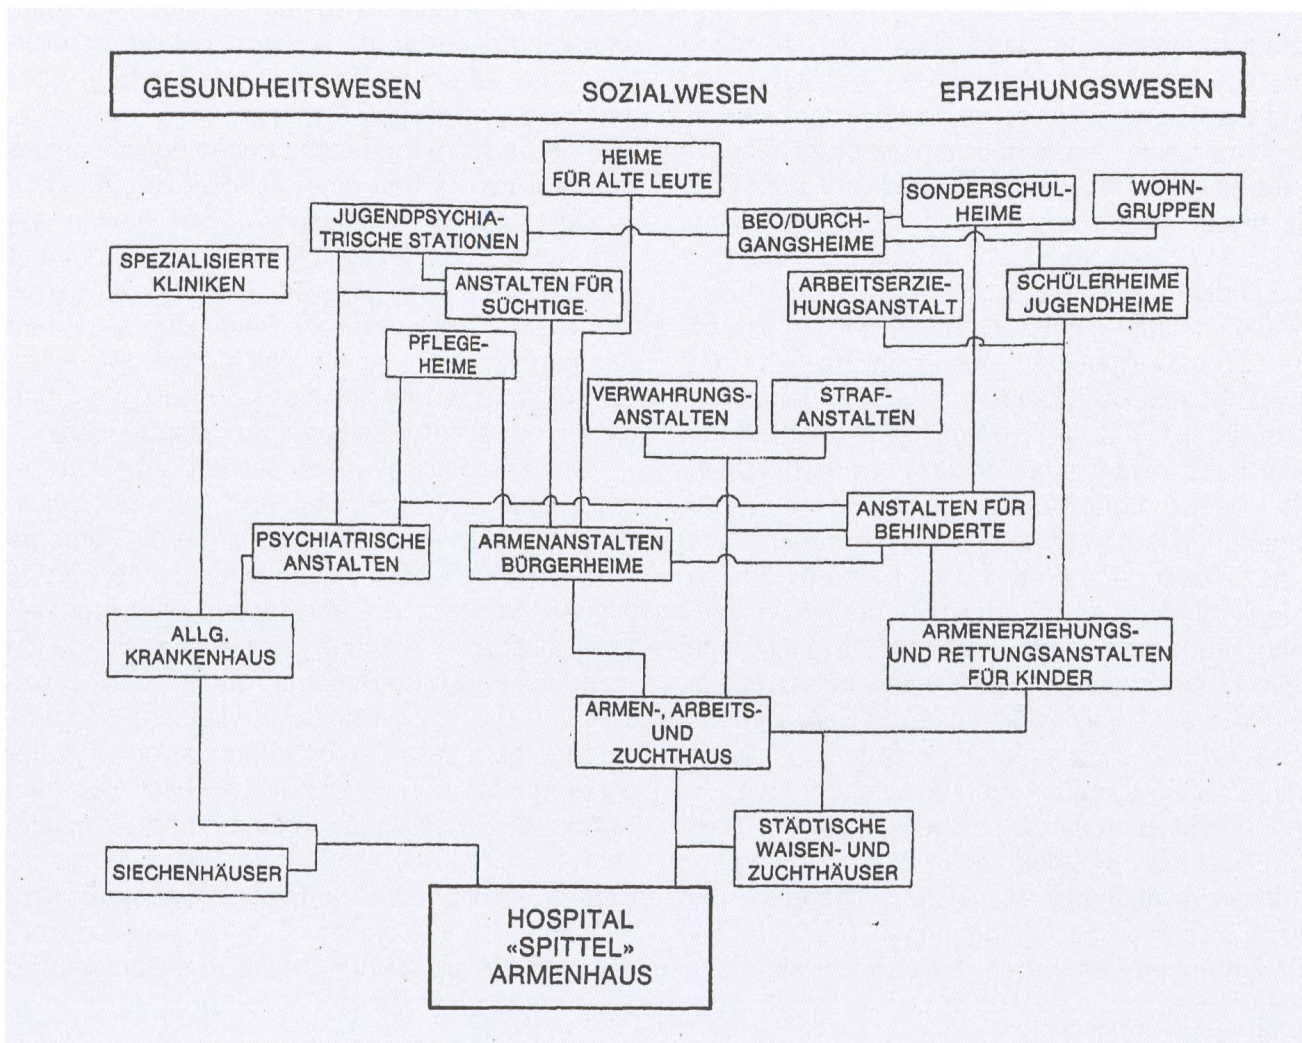 GESUNDHEITSWESEN SOZIALWESEN ERZIEHUNGSWESEN
HEIME
FÜR ALTE LEUTE
SONDERSCHUL-
HEIME
WOHN-
GRUPPEN
JUGENDPSYCHIA-
TRISCHE STATIONEN
BEO/DURCH-
GANGSHEIME
SPEZIALISIERTE
KLINIKEN
ANSTALTEN FÜR
SÜCHTIGE
ARBEITSERZIE-
HUNGSANSTALT
SCHÜLERHEIME
JUGENDHEIME
PFLEGE-
HEIME
VERWAHRUNGS-
ANSTALTEN
STRAF-
ANSTALTEN
ANSTALTEN FÜR
BEHINDERTE
PSYCHIATRISCHE
ANSTALTEN
ARMENANSTALTEN
BÜRGERHEIME
ALLG.
KRANKENHAUS
ARMENERZIEHUNGS-
UND RETTUNGSANSTALTEN
FÜR KINDER
ARMEN-, ARBEITS-
UND
ZUCHTHAUS
STÄDTISCHE
WAISEN- UND
ZUCHTHÄUSER
SIECHENHÄUSER
HOSPITAL
«SPITTEL»
ARMENHAUS